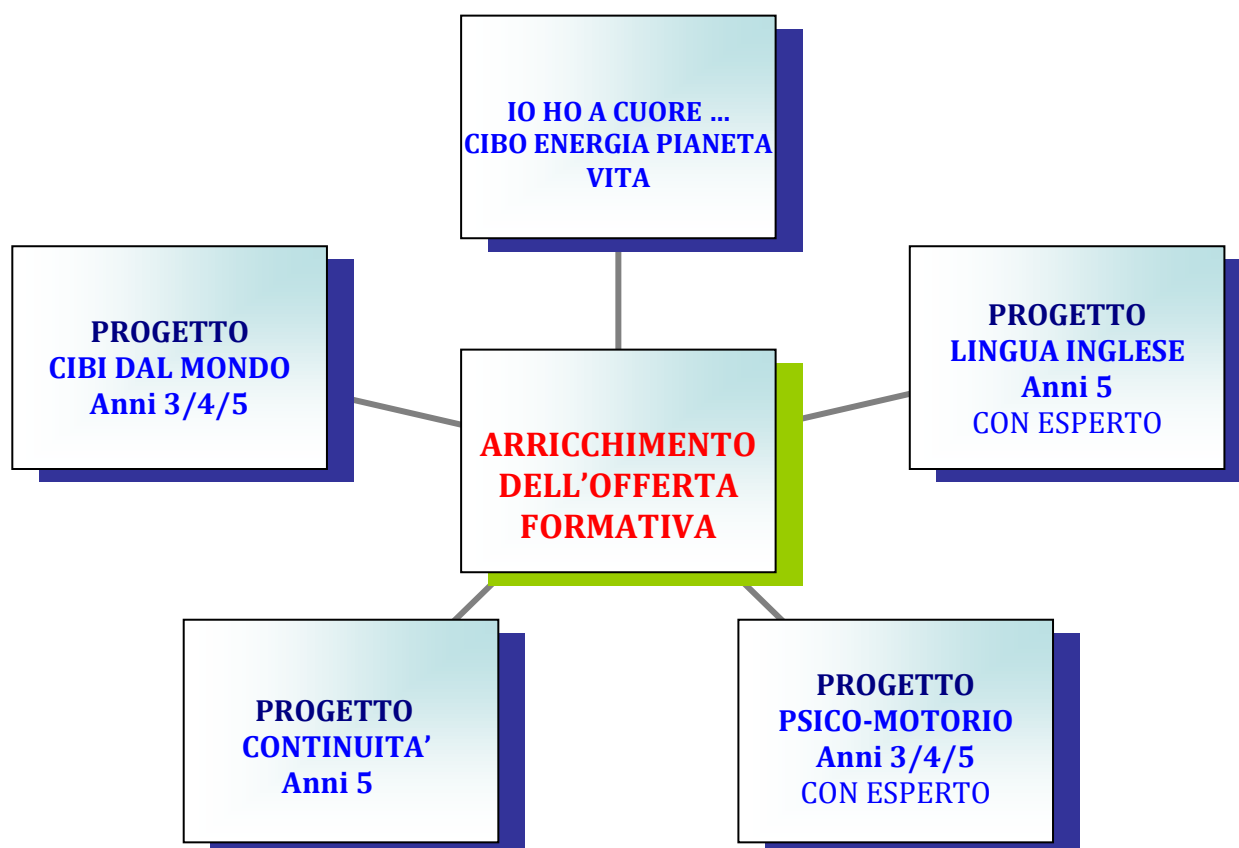 IO HO A CUORE ...
CIBO ENERGIA PIANETA
VITA
PROGETTO
CIBI DAL MONDO
Anni 3/4/5
PROGETTO
LINGUA INGLESE
Anni 5
CON ESPERTO
ARRICCHIMENTO
DELL’OFFERTA
FORMATIVA
PROGETTO
CONTINUITA’
Anni 5
PROGETTO
PSICO-MOTORIO
Anni 3/4/5
CON ESPERTO